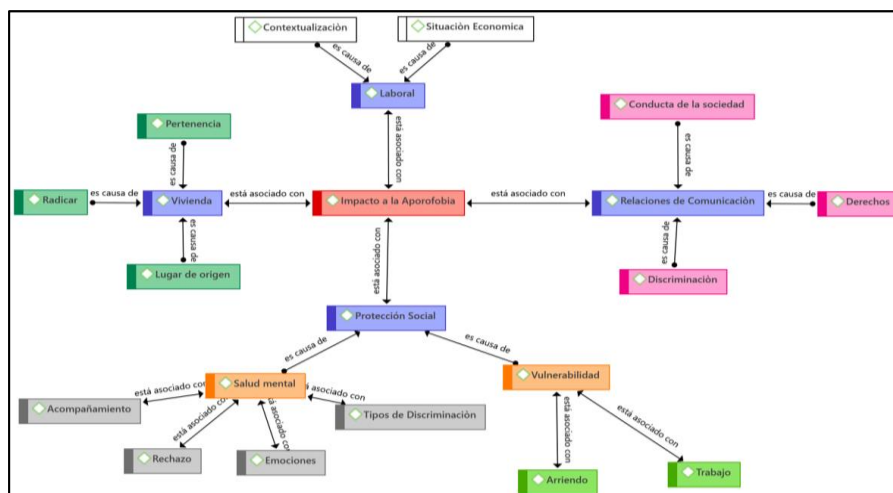 Contextualización
Situaciòn Economica
es causa de
es causa de
Laboral
está asociado con
Conducta de la sociedad
es causa de
Pertenencia
es causa de
Radicar
es causa de
Vivienda
está asociado con
Impacto a la Aporofobia
está asociado con
Relaciones de Comunicaciòn
es causa de
Derechos
es causa de
Lugar de origen
es causa de
Discriminaciòn
está asociado con
Protección Social
es causa de
es causa de
Salud mental
Vulnerabilidad
está asociado con
está asociado con
Acompañamiento
Tipos de Discriminaciòn
está asociado con
está asociado con
Rechazo
Emociones
está asociado con
está asociado con
Arriendo
Trabajo